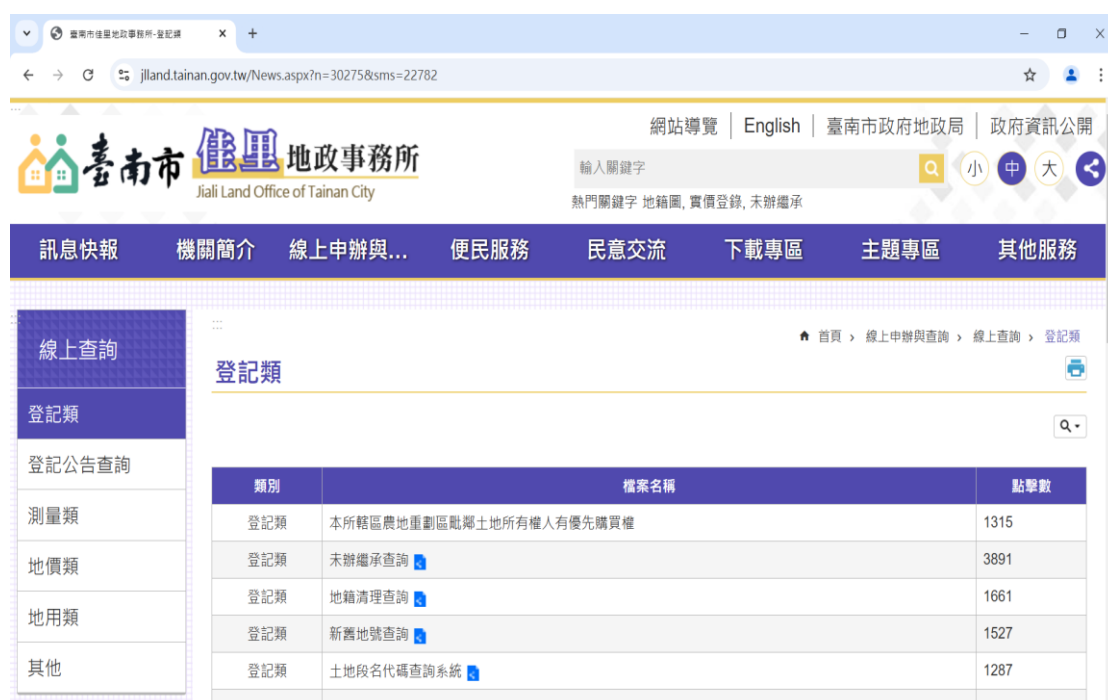 臺南市佳里地政事務所-登記類
jlland.tainan.gov.tw/News.aspx?n=30275&sms=22782
網站導覽 | English | 臺南市政府地政局 | 政府資訊公開
臺南市 佳里 地政事務所
Jiali Land Office of Tainan City
輸入關鍵字
小 中 大
熱門關鍵字 地籍圖, 實價登錄, 未辦繼承
訊息快報 機關簡介 線上申辦與... 便民服務 民意交流 下載專區 主題專區 其他服務
:::
首頁 › 線上申辦與查詢 › 線上查詢 › 登記類
線上查詢
登記類
登記公告查詢
測量類
地價類
地用類
其他
登記類
類別 檔案名稱 點擊數
登記類 本所轄區農地重劃區毗鄰土地所有權人有優先購買權 1315
登記類 未辦繼承查詢 3891
登記類 地籍清理查詢 1661
登記類 新舊地號查詢 1527
登記類 土地段名代碼查詢系統 1287